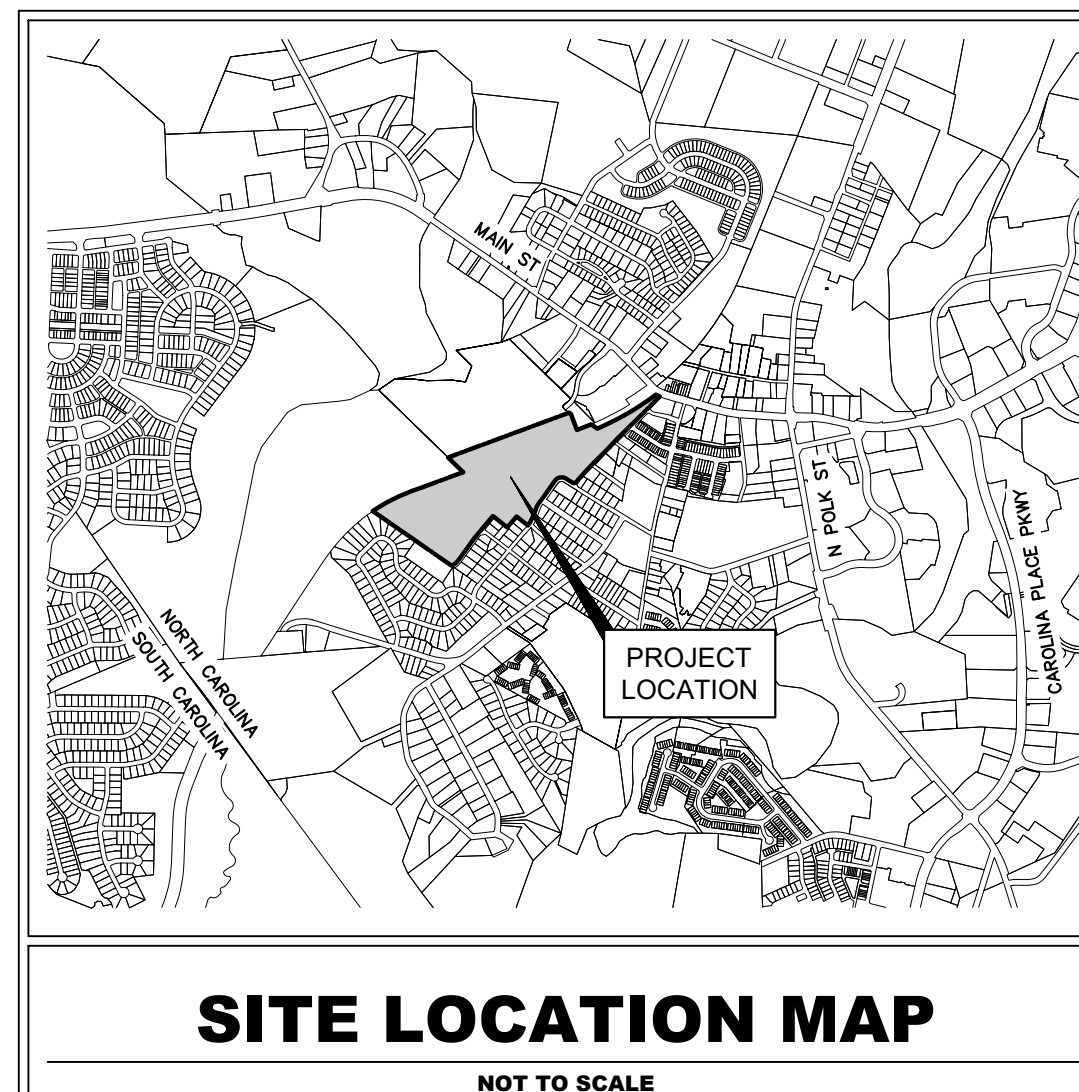 MAIN ST
N POLK ST
CAROLINA PLACE PKWY
NORTH CAROLINA
SOUTH CAROLINA
PROJECT
LOCATION
SITE LOCATION MAP
NOT TO SCALE